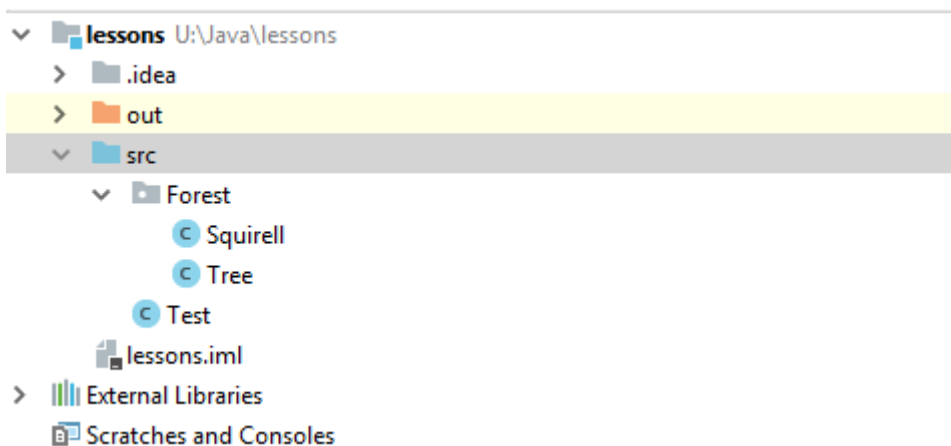 lessons U:\Java\lessons
.idea
out
src
Forest
C Squirell
C Tree
C Test
lessons.iml
External Libraries
Scratches and Consoles